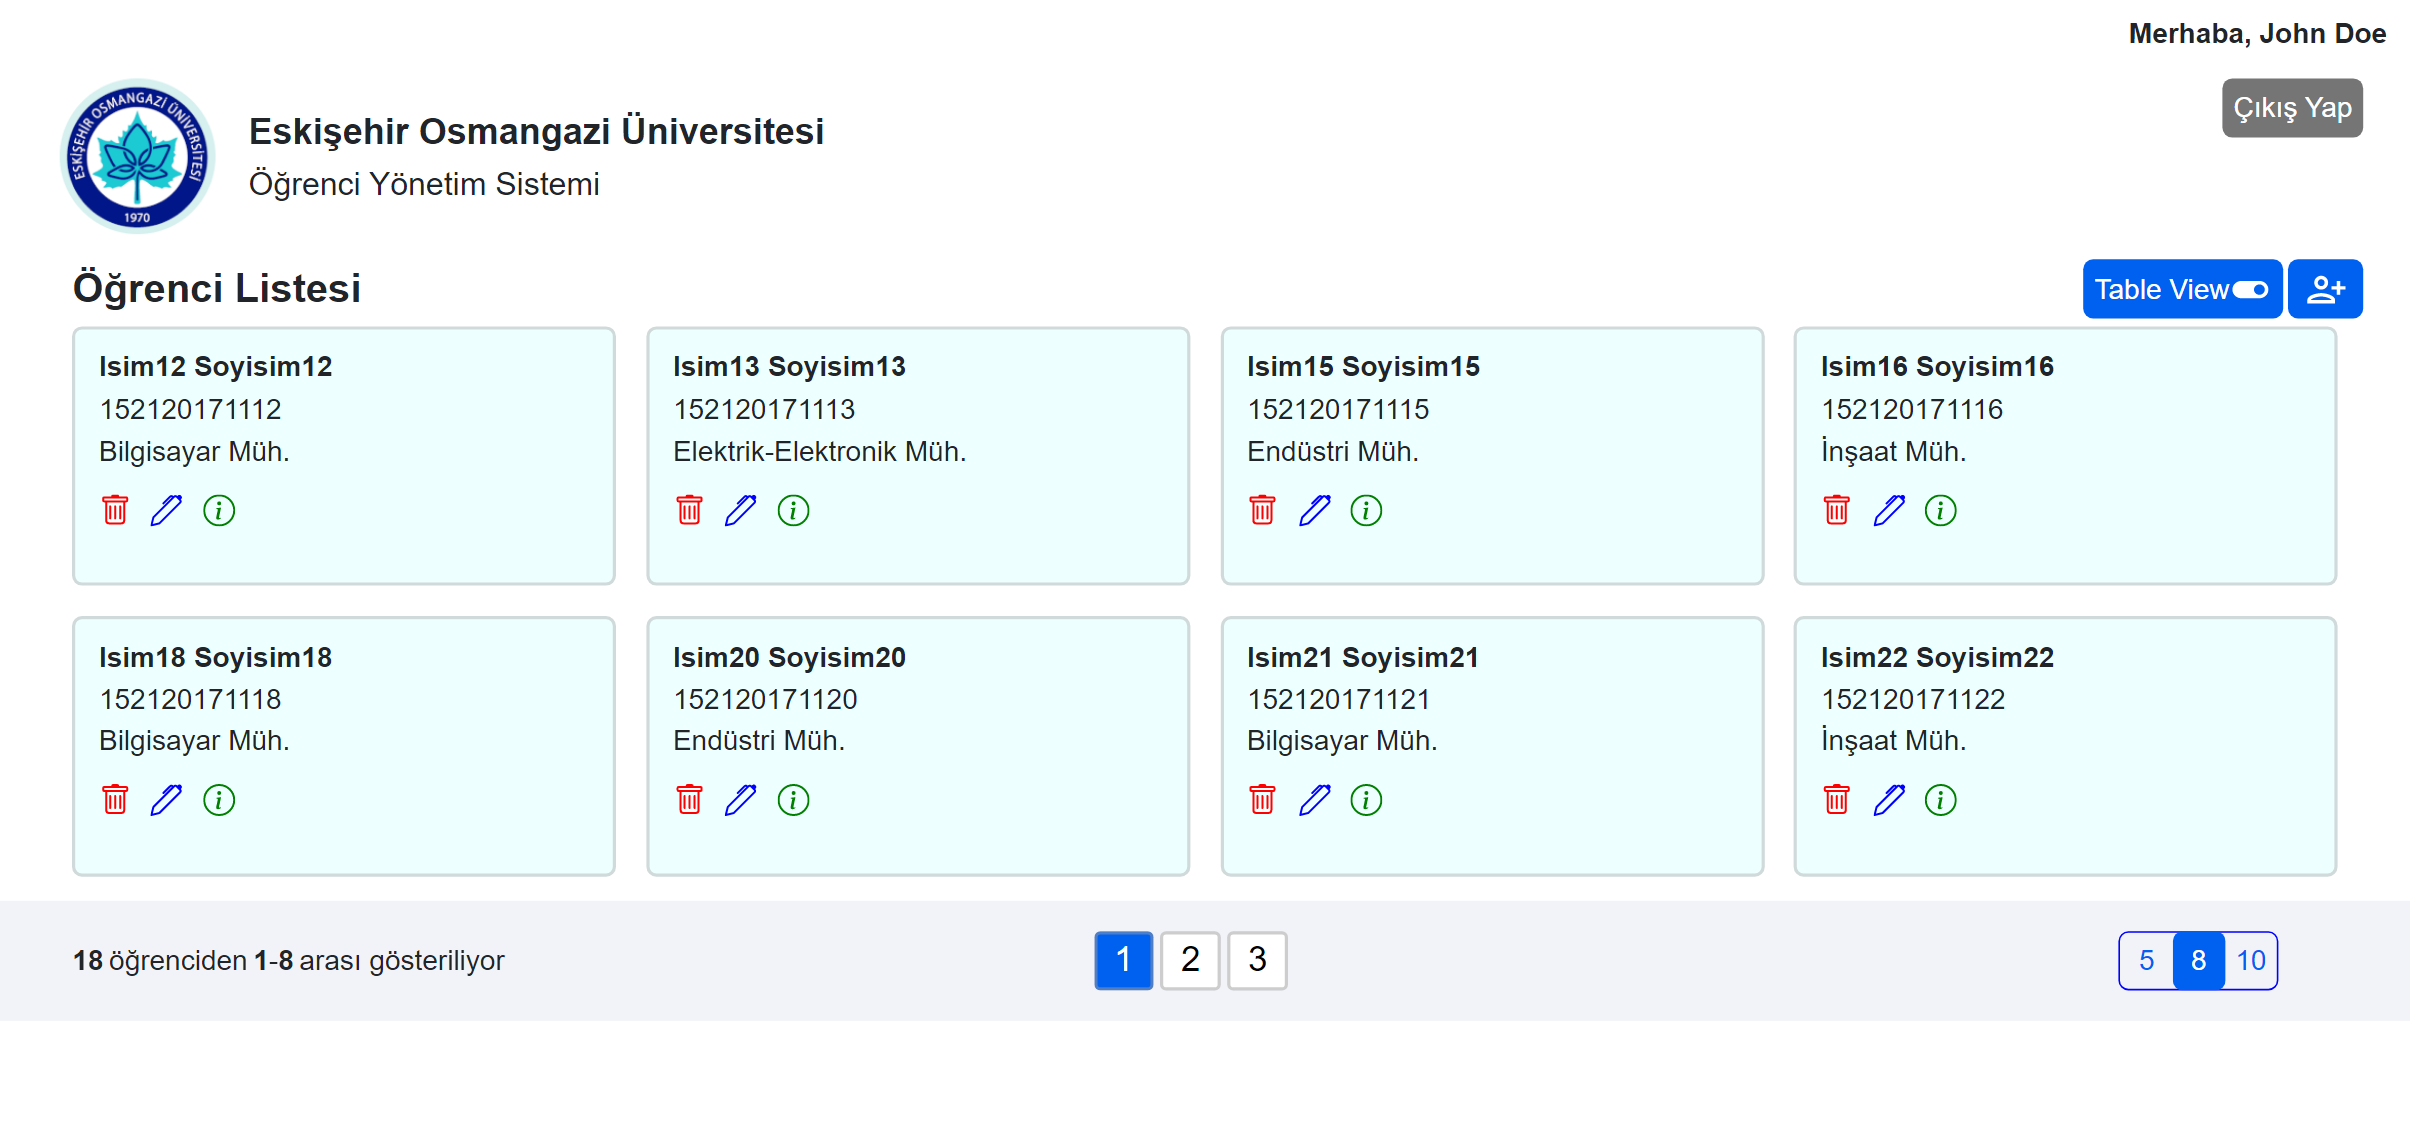 Merhaba, John Doe
Çıkış Yap
ESKİŞEHİR OSMANGAZİ ÜNİVERSİTESİ
1970
Eskişehir Osmangazi Üniversitesi
Öğrenci Yönetim Sistemi
Öğrenci Listesi
Table View
Isim12 Soyisim12
152120171112
Bilgisayar Müh.
Isim13 Soyisim13
152120171113
Elektrik-Elektronik Müh.
Isim15 Soyisim15
152120171115
Endüstri Müh.
Isim16 Soyisim16
152120171116
İnşaat Müh.
Isim18 Soyisim18
152120171118
Bilgisayar Müh.
Isim20 Soyisim20
152120171120
Endüstri Müh.
Isim21 Soyisim21
152120171121
Bilgisayar Müh.
Isim22 Soyisim22
152120171122
İnşaat Müh.
18 öğrenciden 1-8 arası gösteriliyor
1 2 3
5 8 10